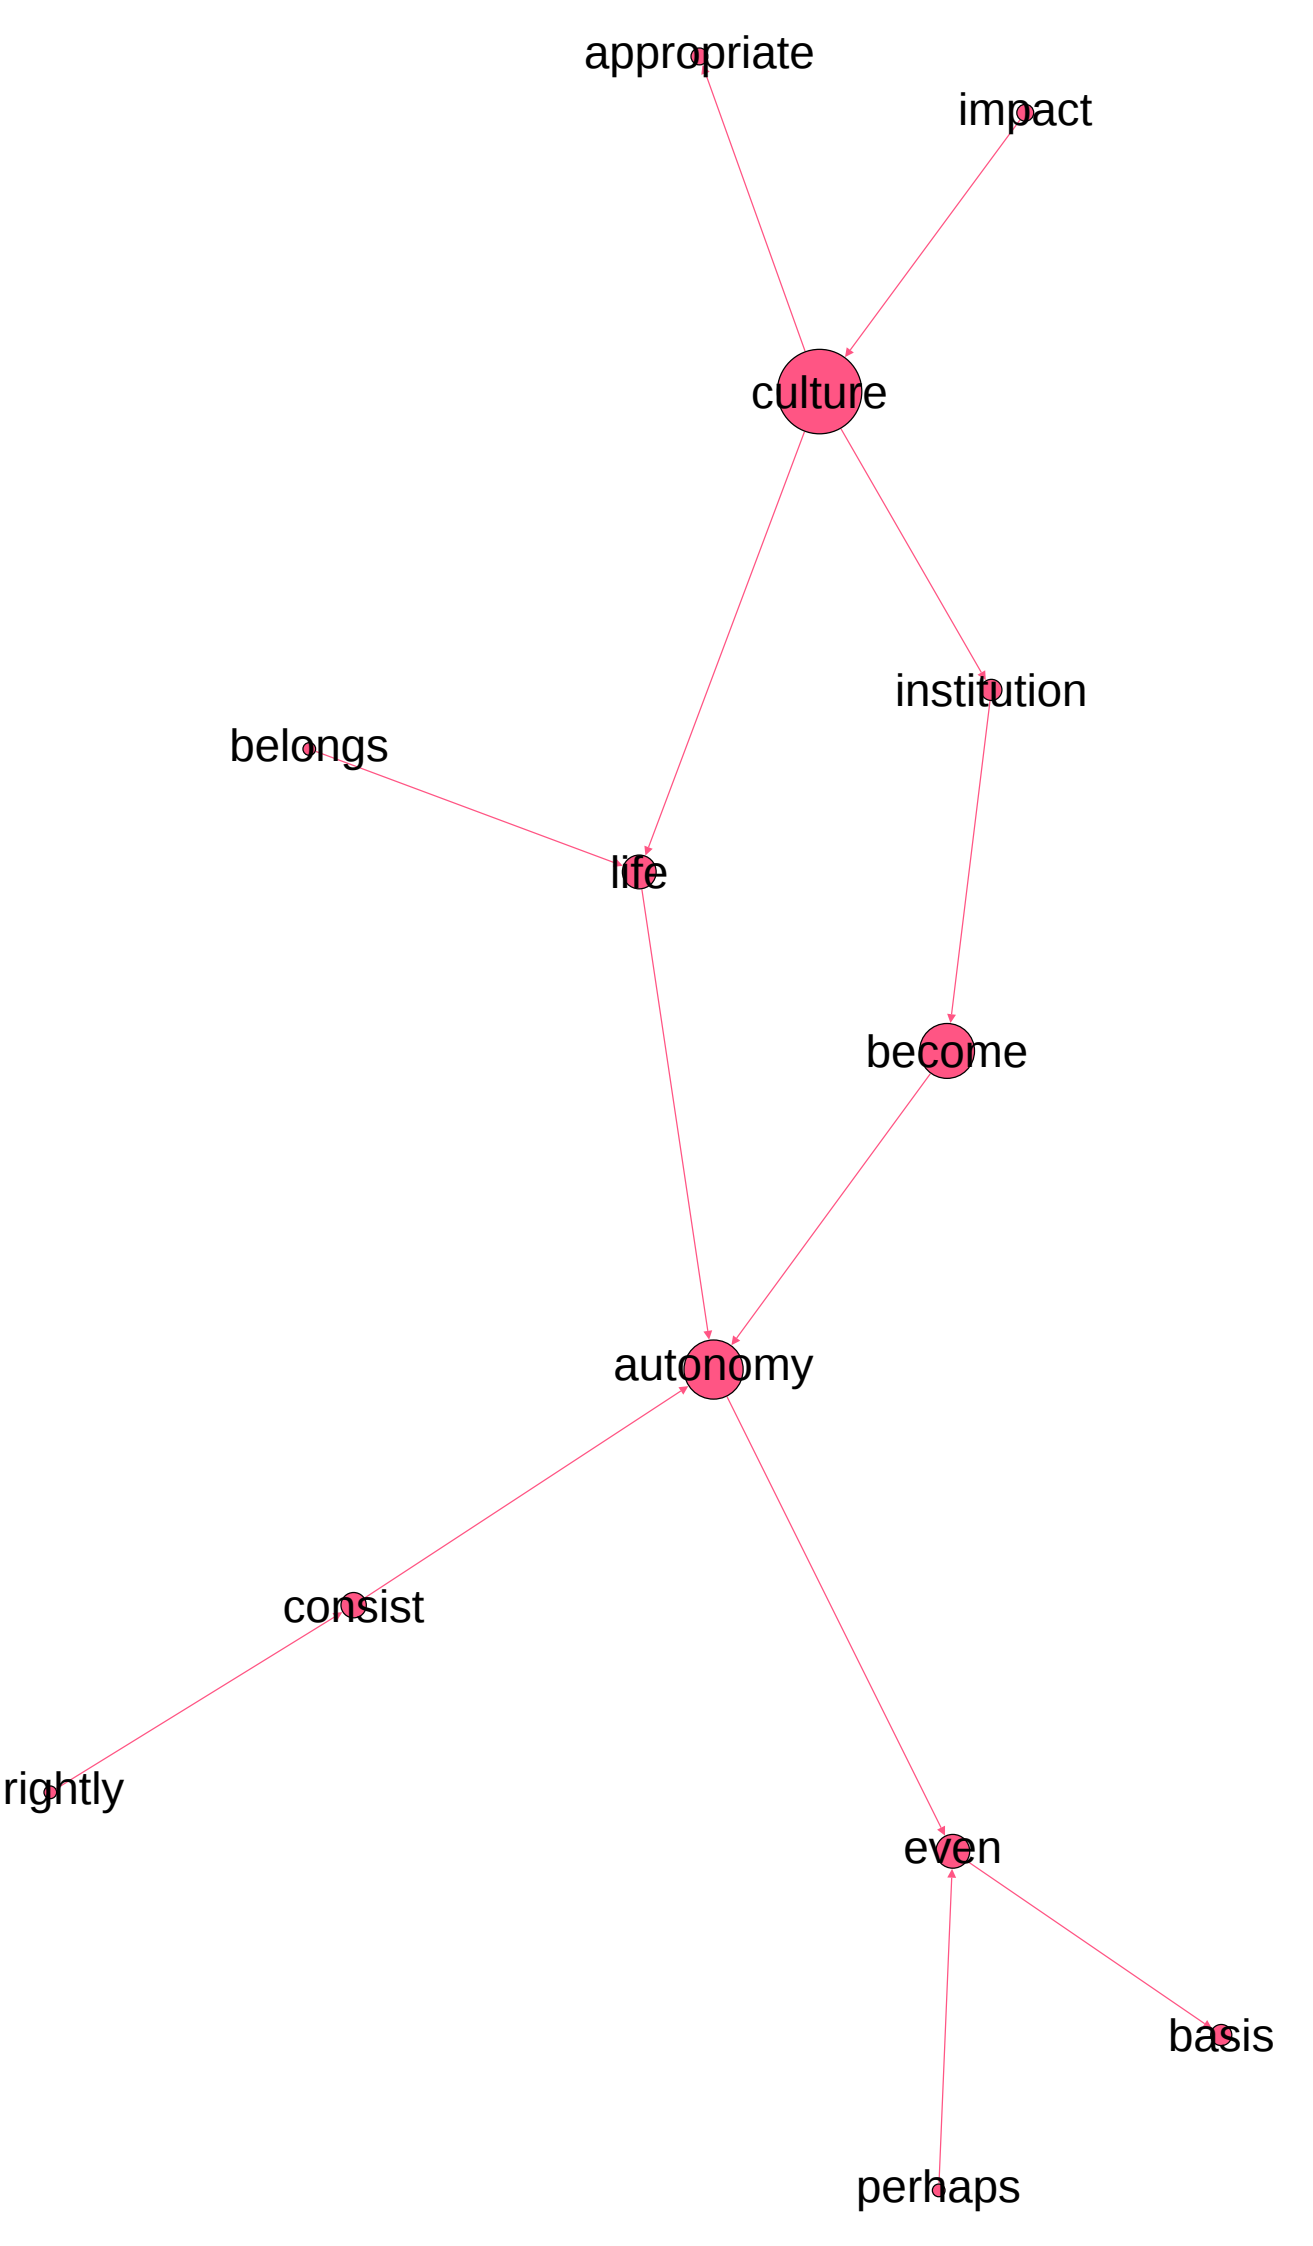 appropriate
impact
culture
institution
belongs
life
become
autonomy
consist
rightly
even
basis
perhaps